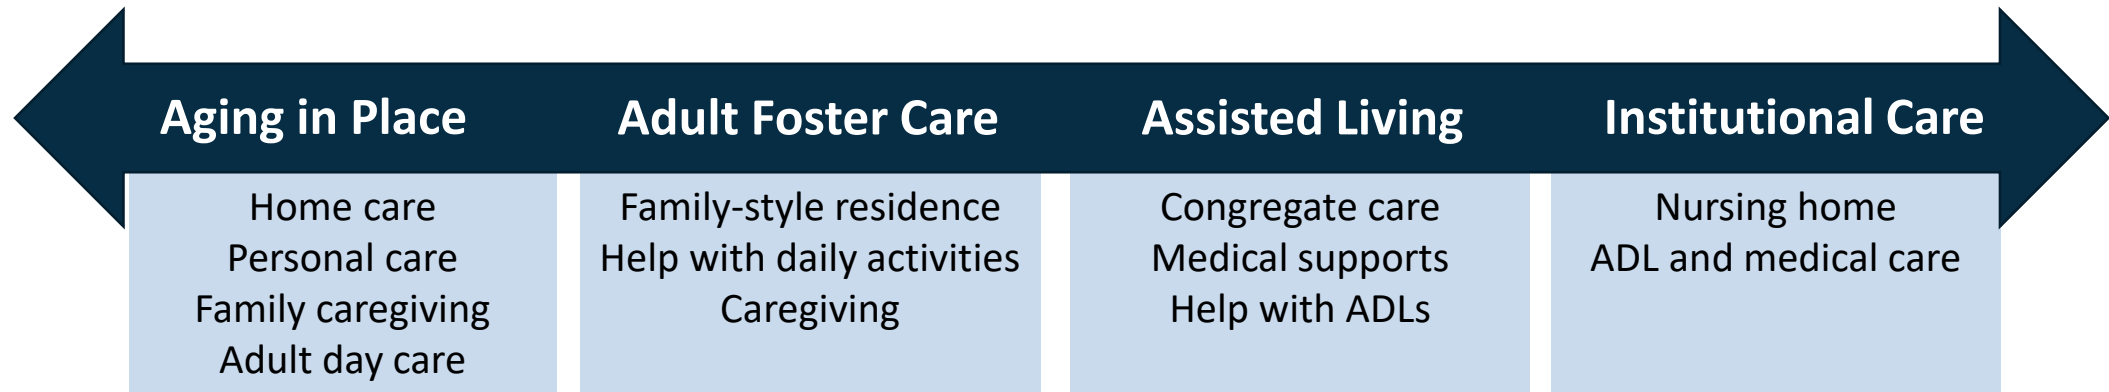 Aging in Place
Home care
Personal care
Family caregiving
Adult day care
Adult Foster Care
Family-style residence
Help with daily activities
Caregiving
Assisted Living
Congregate care
Medical supports
Help with ADLs
Institutional Care
Nursing home
ADL and medical care